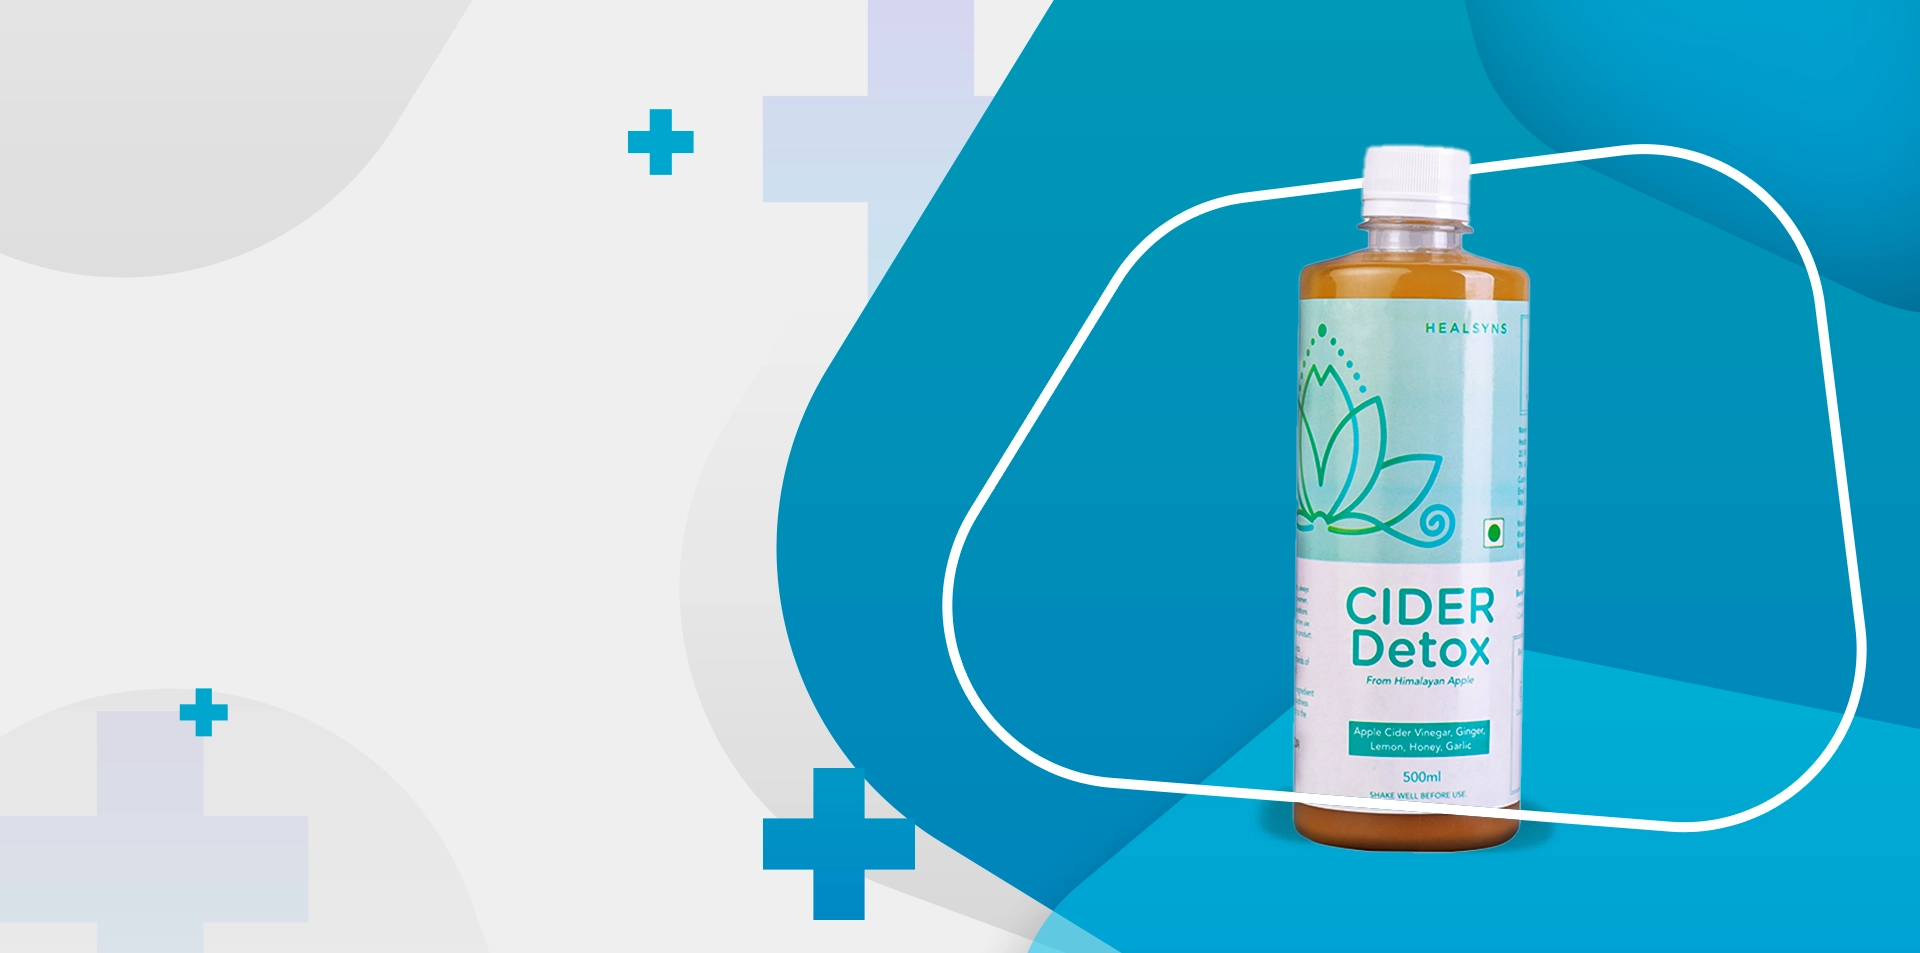 HEALSYNS
CIDER
Detox
From Himalayan Apple
Apple Cider Vinegar, Ginger,
Lemon, Honey, Garlic
500ml
SHAKE WELL BEFORE USE.